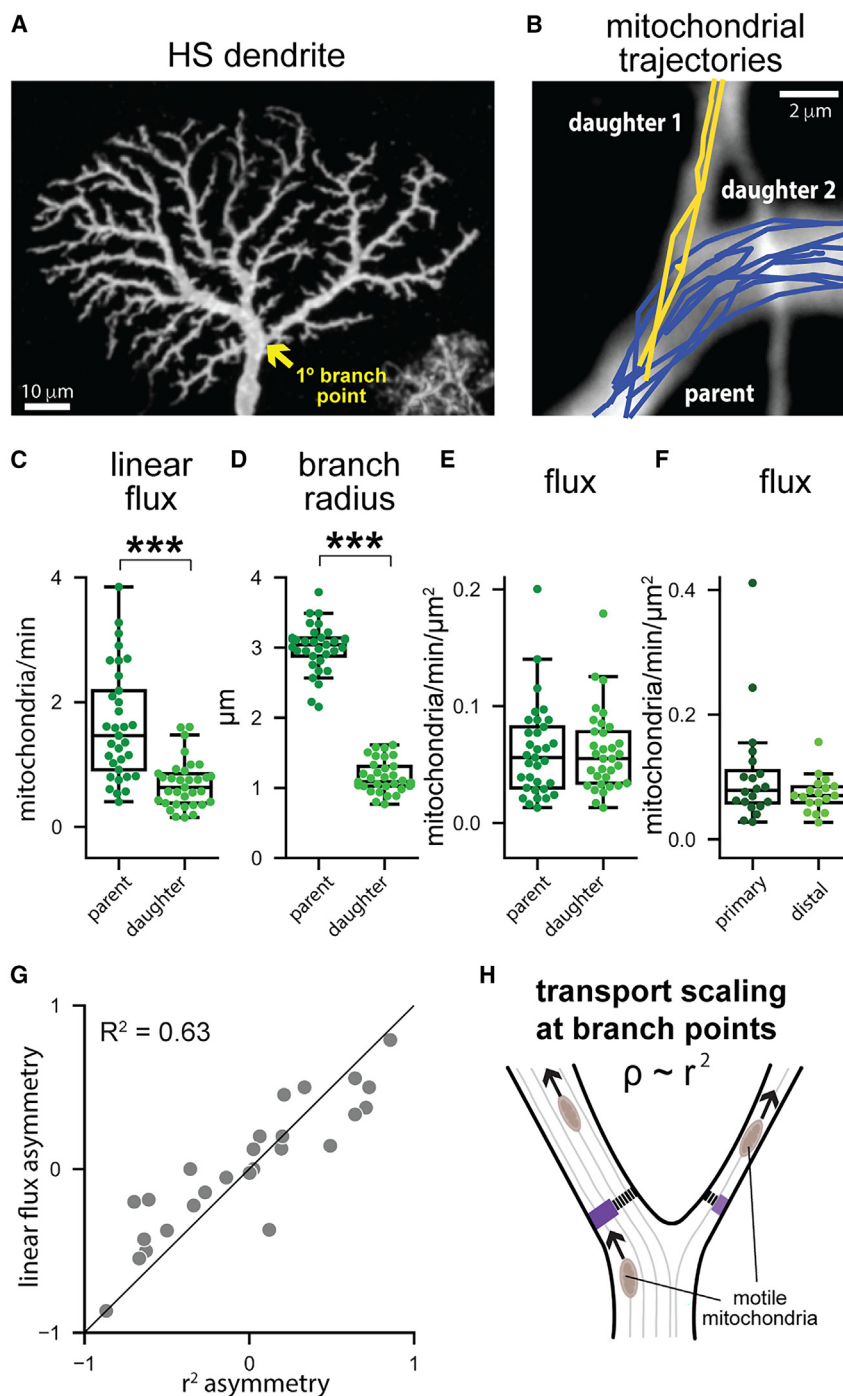 A
HS dendrite
1º branch
point
10 µm
B
mitochondrial
trajectories
2 µm
daughter 1
daughter 2
parent
C
linear
flux
***
mitochondria/min
4
2
0
parent
daughter
D
branch
radius
***
µm
4
3
2
1
0
parent
daughter
E
flux
mitochondria/min/µm²
0.2
0.1
0.0
parent
daughter
F
flux
mitochondria/min/µm²
0.4
0.2
0.0
primary
distal
G
R² = 0.63
linear flux asymmetry
1
0
−1
−1
0
1
r² asymmetry
H
transport scaling
at branch points
ρ ~ r²
motile
mitochondria